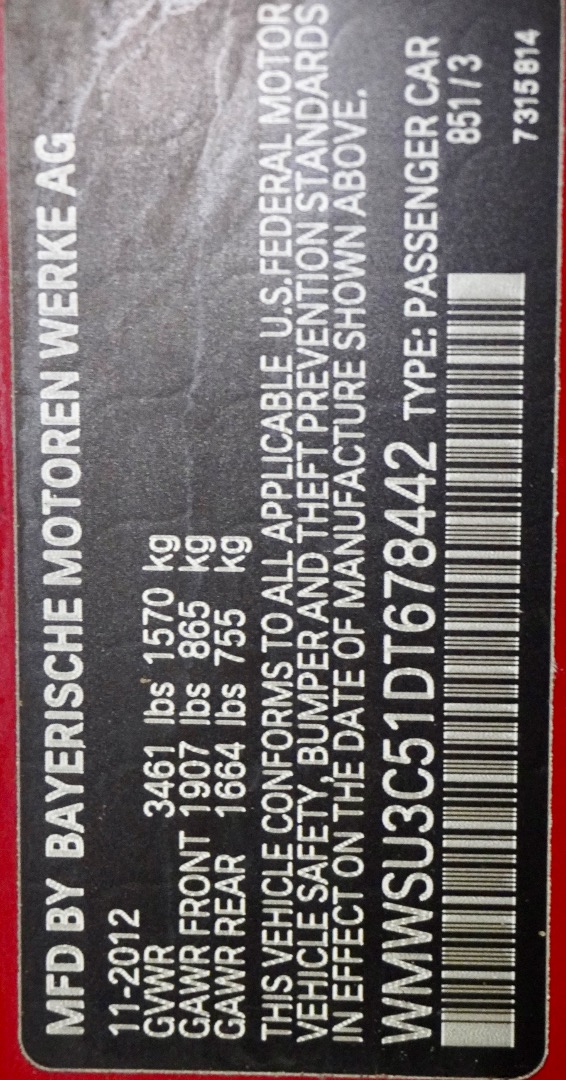 MFD BY BAYERISCHE MOTOREN WERKE AG
11-2012
GVWR 3461 lbs 1570 kg
GAWR FRONT 1907 lbs 865 kg
GAWR REAR 1664 lbs 755 kg
THIS VEHICLE CONFORMS TO ALL APPLICABLE U.S.FEDERAL MOTOR
VEHICLE SAFETY, BUMPER AND THEFT PREVENTION STANDARDS
IN EFFECT ON THE DATE OF MANUFACTURE SHOWN ABOVE.
WMWSU3C51DT678442 TYPE: PASSENGER CAR
851/3
7315814